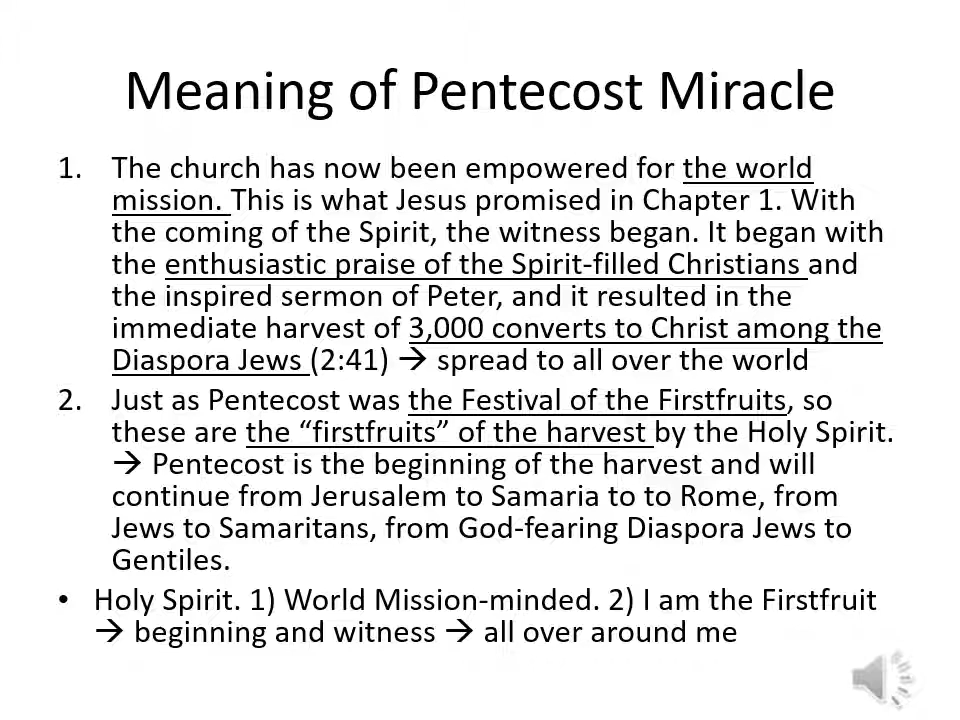 Meaning of Pentecost Miracle
1. The church has now been empowered for the world
mission. This is what Jesus promised in Chapter 1. With
the coming of the Spirit, the witness began. It began with
the enthusiastic praise of the Spirit-filled Christians and
the inspired sermon of Peter, and it resulted in the
immediate harvest of 3,000 converts to Christ among the
Diaspora Jews (2:41) → spread to all over the world
2. Just as Pentecost was the Festival of the Firstfruits, so
these are the “firstfruits” of the harvest by the Holy Spirit.
→ Pentecost is the beginning of the harvest and will
continue from Jerusalem to Samaria to to Rome, from
Jews to Samaritans, from God-fearing Diaspora Jews to
Gentiles.
• Holy Spirit. 1) World Mission-minded. 2) I am the Firstfruit
→ beginning and witness → all over around me